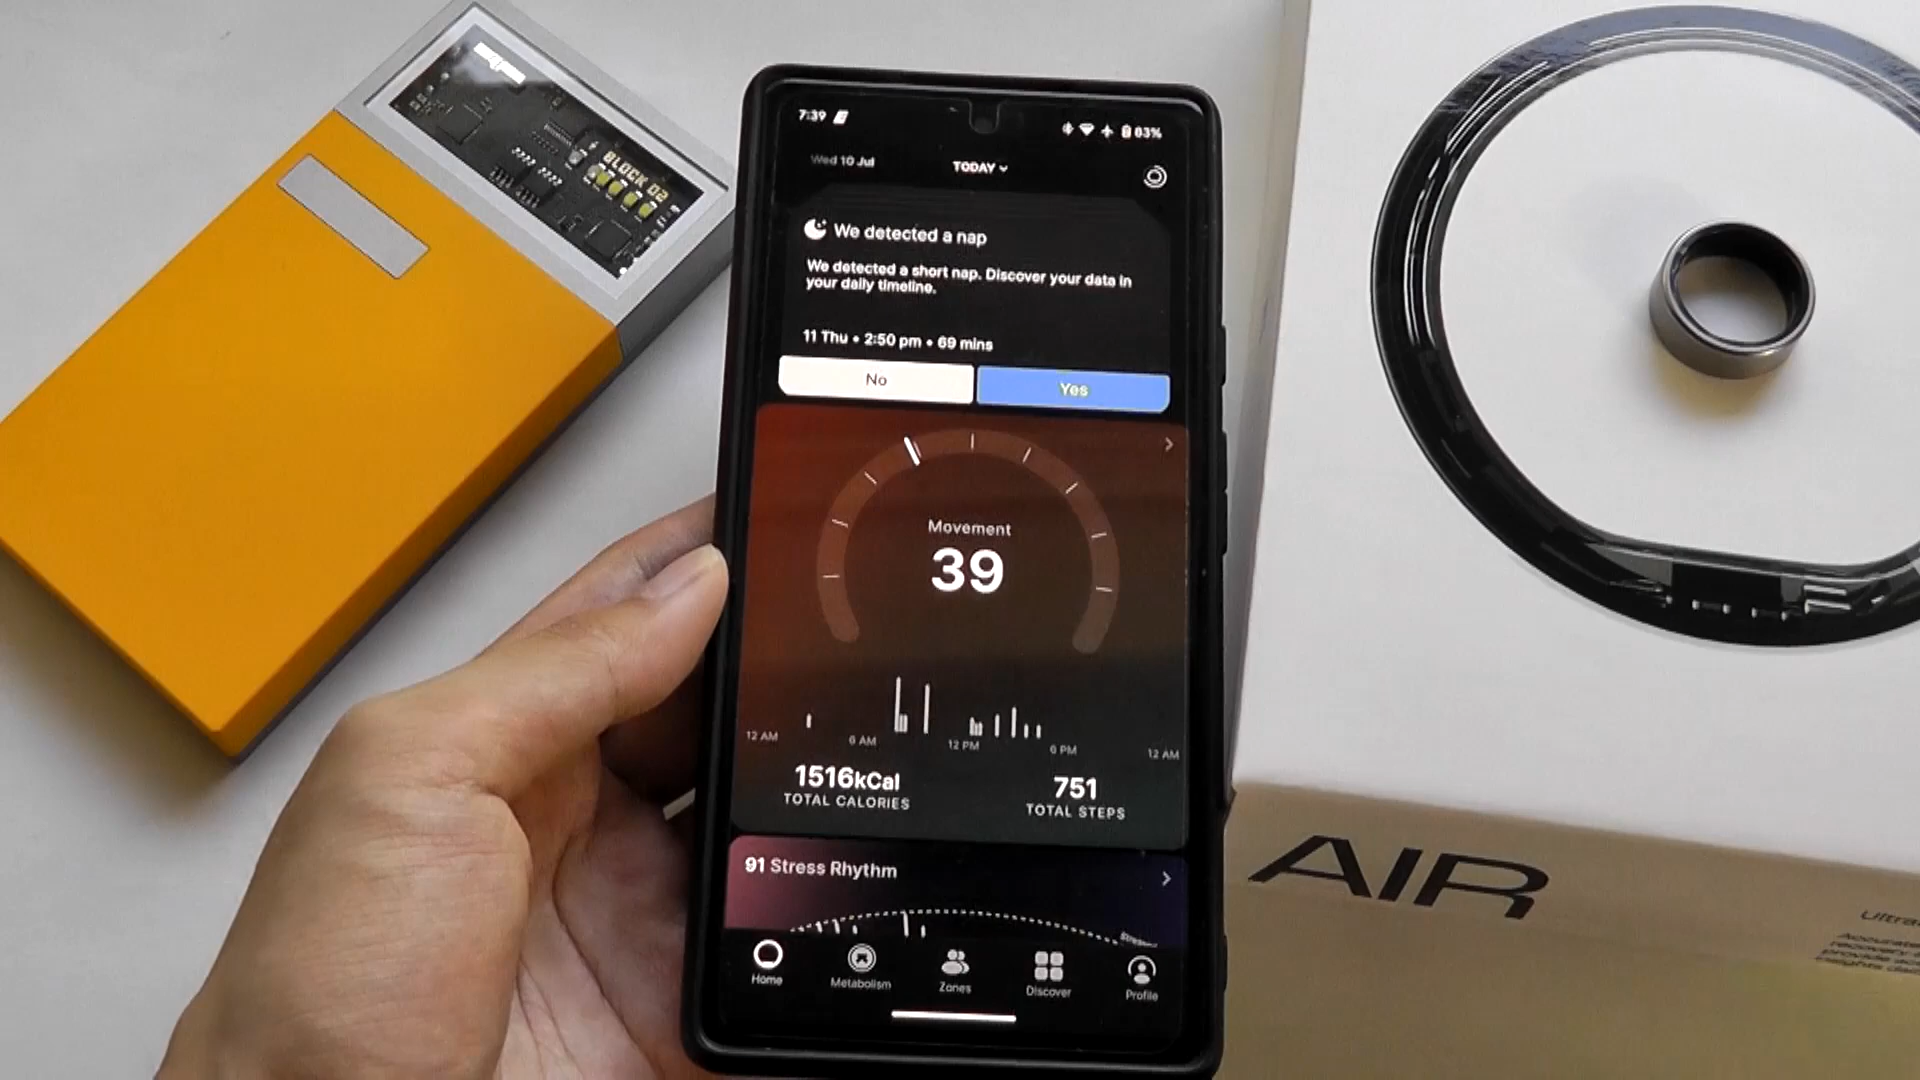 BLOCK 02
7:39
63%
Wed 10 Jul
TODAY
We detected a nap
We detected a short nap. Discover your data in
your daily timeline.
11 Thu • 2:50 pm • 69 mins
No
Yes
Movement
39
12 AM
6 AM
12 PM
6 PM
12 AM
1516kCal
TOTAL CALORIES
751
TOTAL STEPS
91 Stress Rhythm
Home
Metabolism
Zones
Discover
Profile
AIR